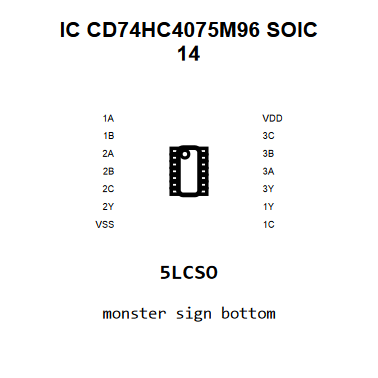 IC CD74HC4075M96 SOIC
14
1A VDD
1B 3C
2A 3B
2B 3A
2C 3Y
2Y 1Y
VSS 1C
5LCSO
monster sign bottom